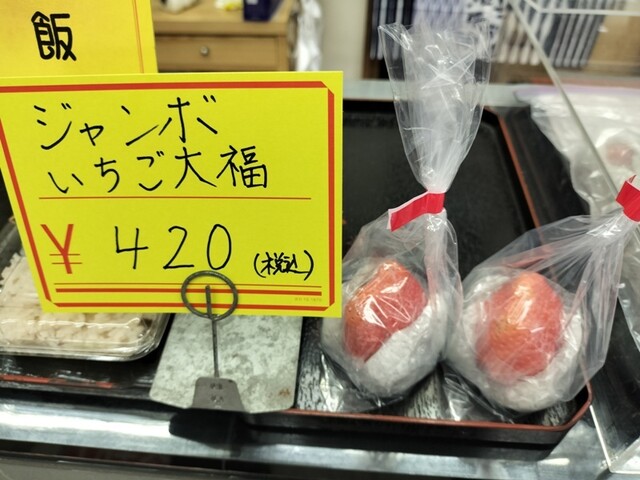 飯
ジャンボ
いちご大福
¥420(税込)